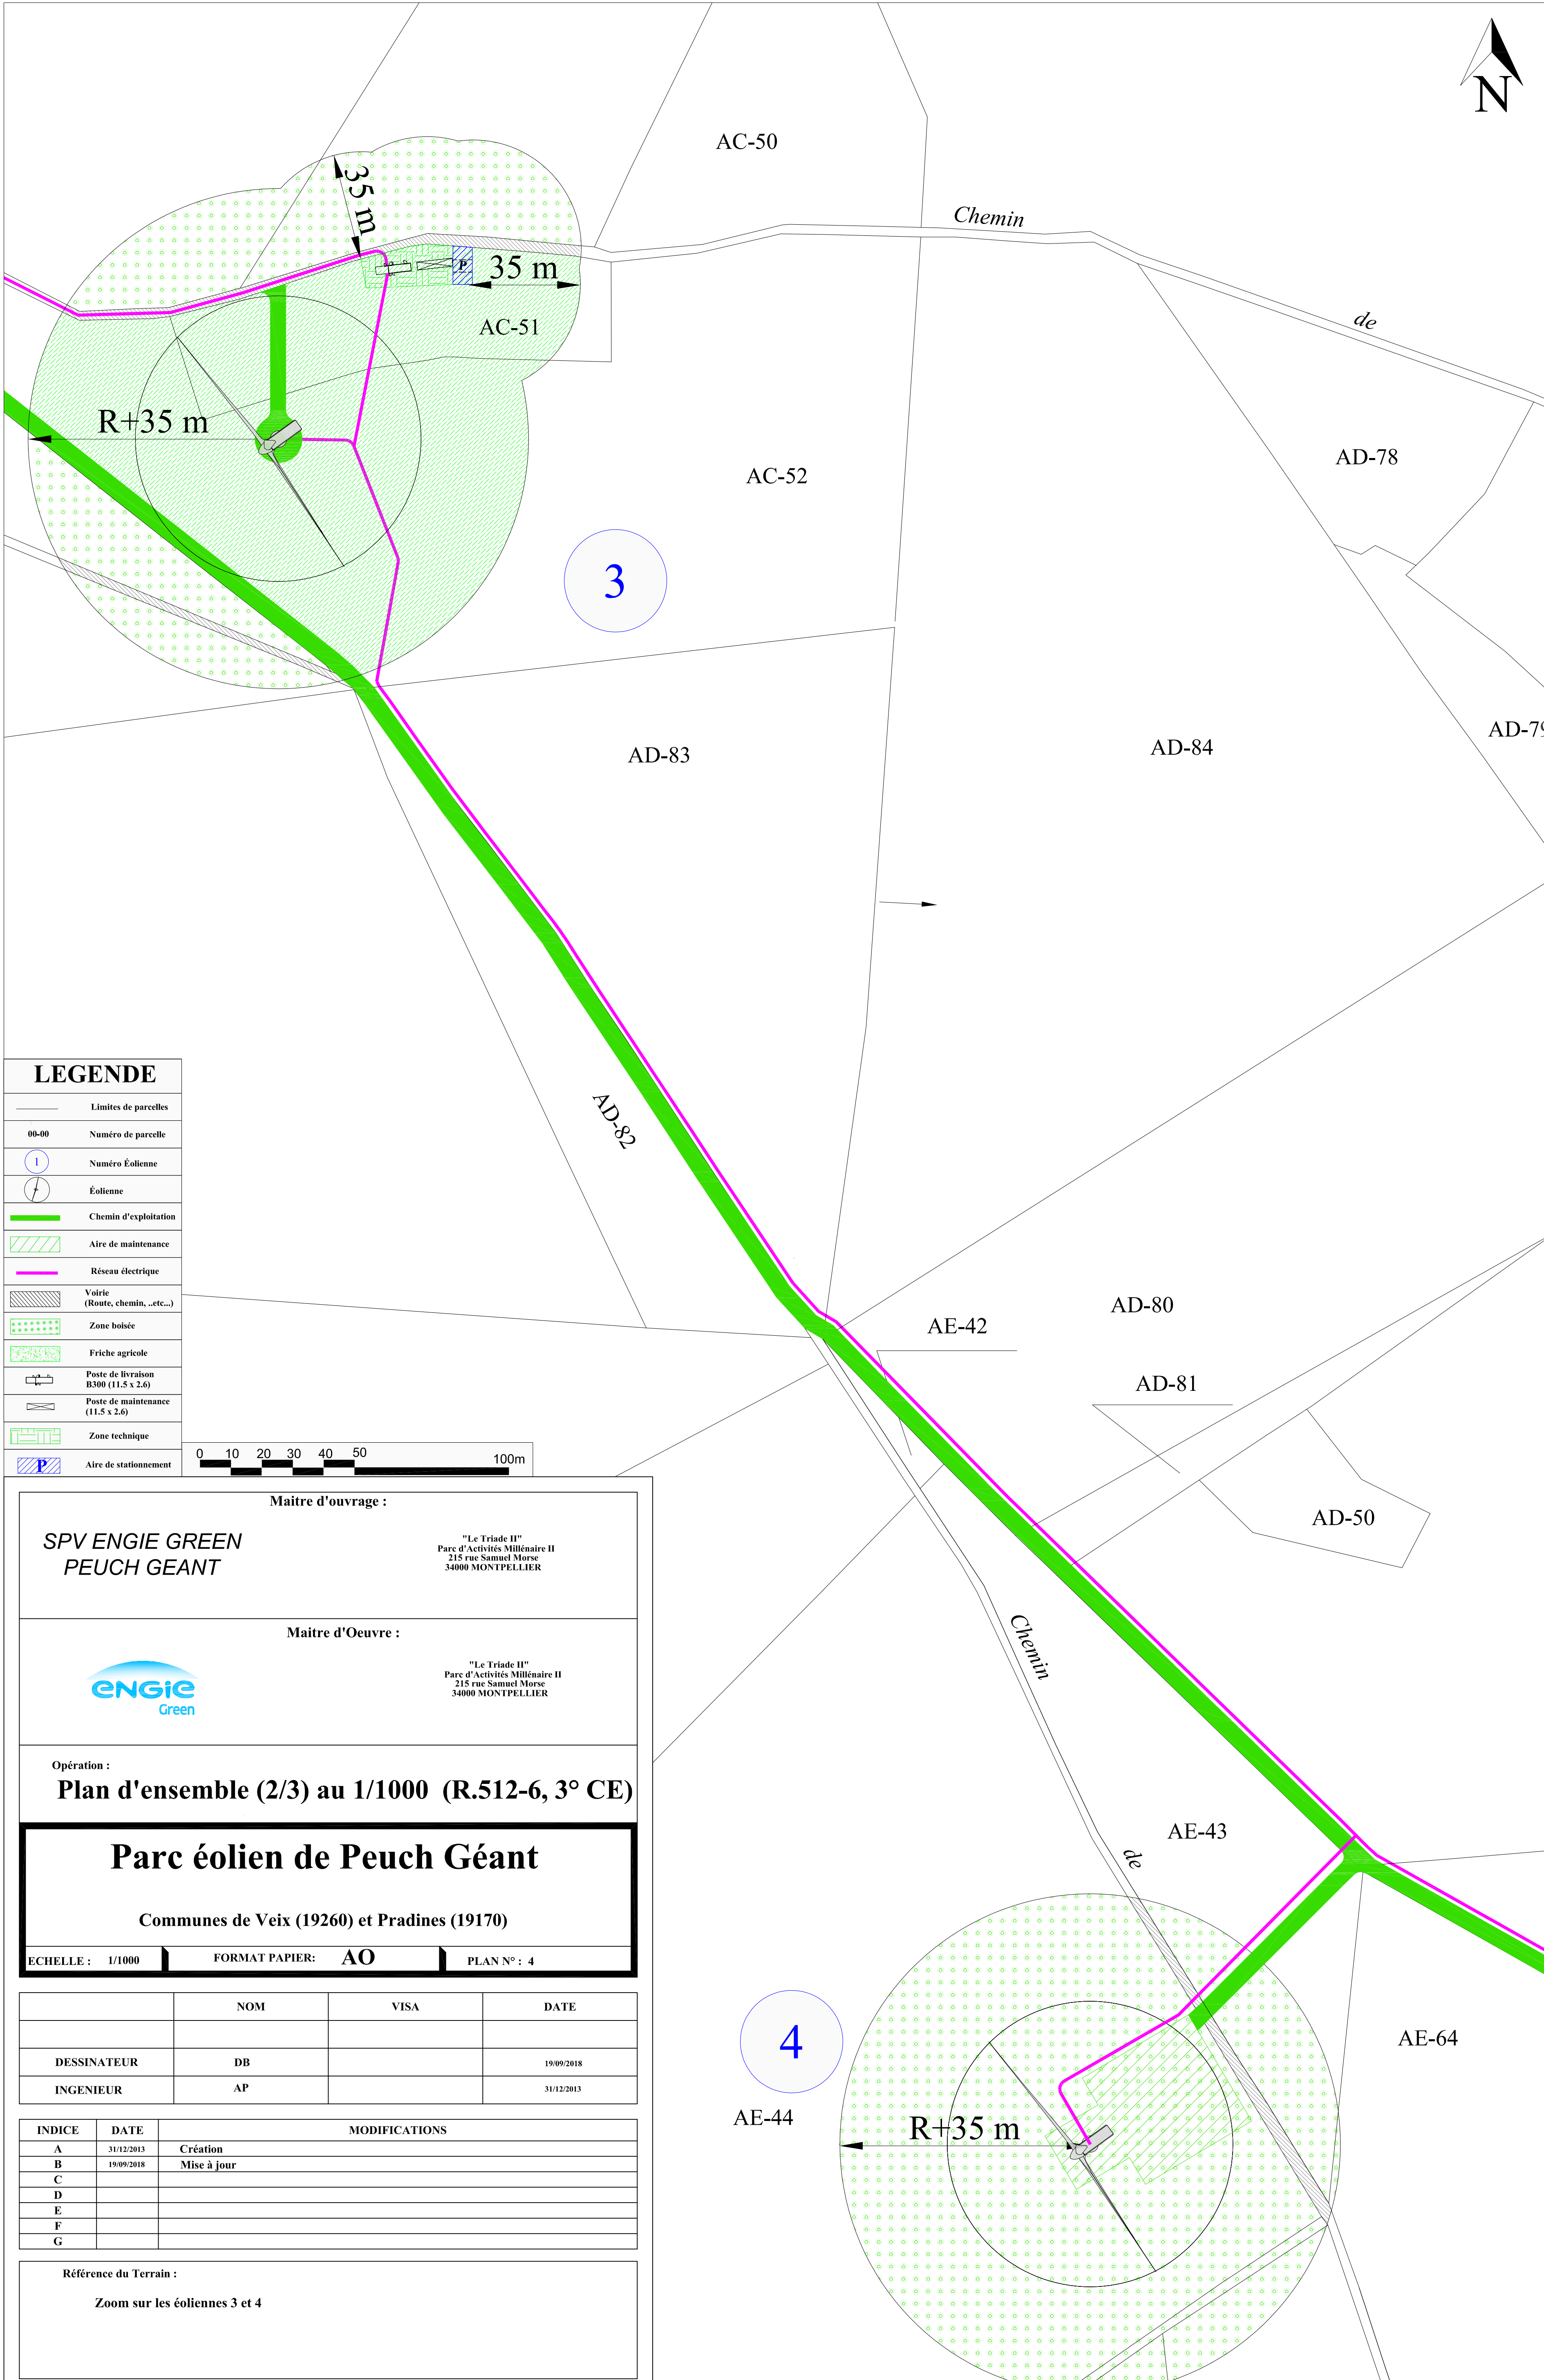 N
AC-50
35 m
Chemin
P
35 m
AC-51
de
R+35 m
AD-78
AC-52
3
AD-83
AD-84
AD-79
AD-82
AE-42
AD-80
AD-81
AD-50
Chemin
AE-43
de
4
AE-64
AE-44
R+35 m
LEGENDE
Limites de parcelles
00-00 Numéro de parcelle
1 Numéro Éolienne
Éolienne
Chemin d'exploitation
Aire de maintenance
Réseau électrique
Voirie
(Route, chemin, ..etc...)
Zone boisée
Friche agricole
Poste de livraison
B300 (11.5 x 2.6)
Poste de maintenance
(11.5 x 2.6)
Zone technique
P Aire de stationnement
0 10 20 30 40 50 100m
Maitre d'ouvrage :
SPV ENGIE GREEN
PEUCH GEANT
"Le Triade II"
Parc d'Activités Millénaire II
215 rue Samuel Morse
34000 MONTPELLIER
Maitre d'Oeuvre :
ENGIE
Green
"Le Triade II"
Parc d'Activités Millénaire II
215 rue Samuel Morse
34000 MONTPELLIER
Opération :
Plan d'ensemble (2/3) au 1/1000 (R.512-6, 3° CE)
Parc éolien de Peuch Géant
Communes de Veix (19260) et Pradines (19170)
ECHELLE : 1/1000 FORMAT PAPIER: AO PLAN N° : 4
NOM VISA DATE
DESSINATEUR DB 19/09/2018
INGENIEUR AP 31/12/2013
INDICE DATE MODIFICATIONS
A 31/12/2013 Création
B 19/09/2018 Mise à jour
C
D
E
F
G
Référence du Terrain :
Zoom sur les éoliennes 3 et 4